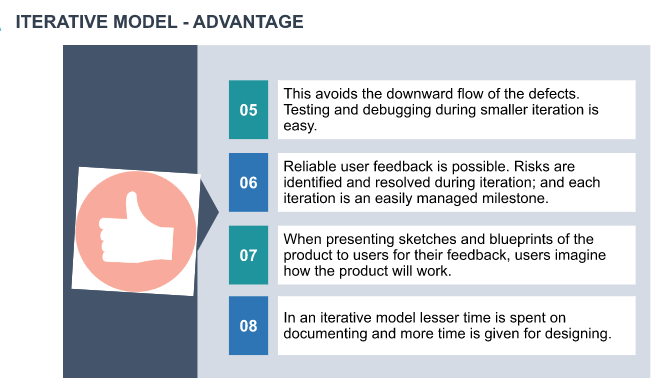 ITERATIVE MODEL - ADVANTAGE
05
This avoids the downward flow of the defects.
Testing and debugging during smaller iteration is
easy.
06
Reliable user feedback is possible. Risks are
identified and resolved during iteration; and each
iteration is an easily managed milestone.
07
When presenting sketches and blueprints of the
product to users for their feedback, users imagine
how the product will work.
08
In an iterative model lesser time is spent on
documenting and more time is given for designing.